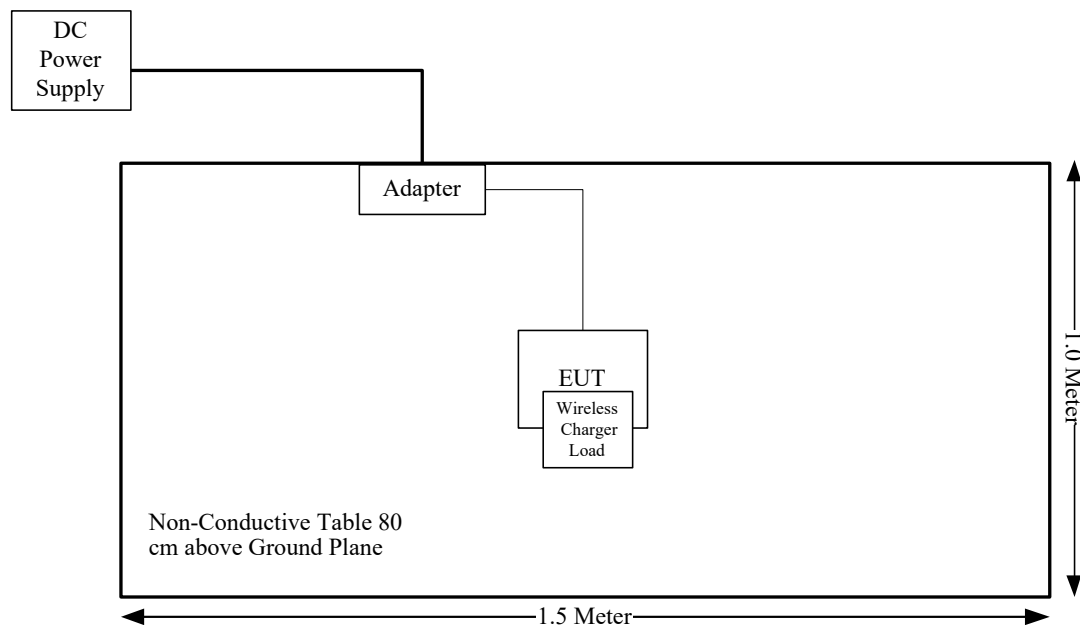 DC
Power
Supply
Adapter
EUT
Wireless
Charger
Load
1.0 Meter
Non-Conductive Table 80
cm above Ground Plane
1.5 Meter